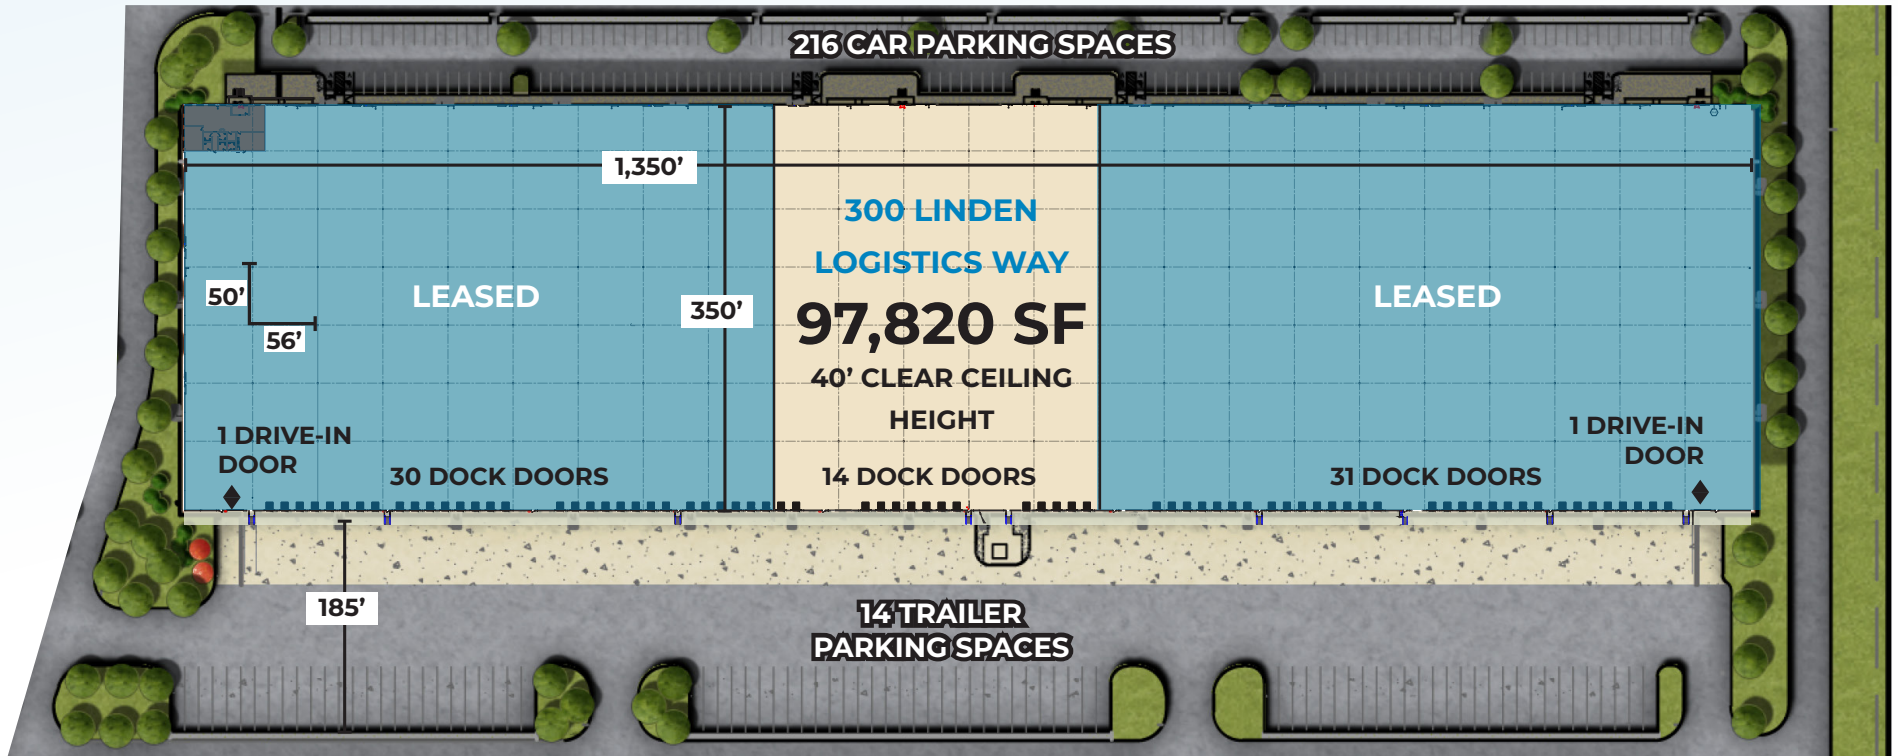 216 CAR PARKING SPACES
1,350’
300 LINDEN
LOGISTICS WAY
50’
LEASED
350’
97,820 SF
LEASED
56’
40’ CLEAR CEILING
HEIGHT
1 DRIVE-IN
DOOR
30 DOCK DOORS
14 DOCK DOORS
31 DOCK DOORS
1 DRIVE-IN
DOOR
185’
14 TRAILER
PARKING SPACES